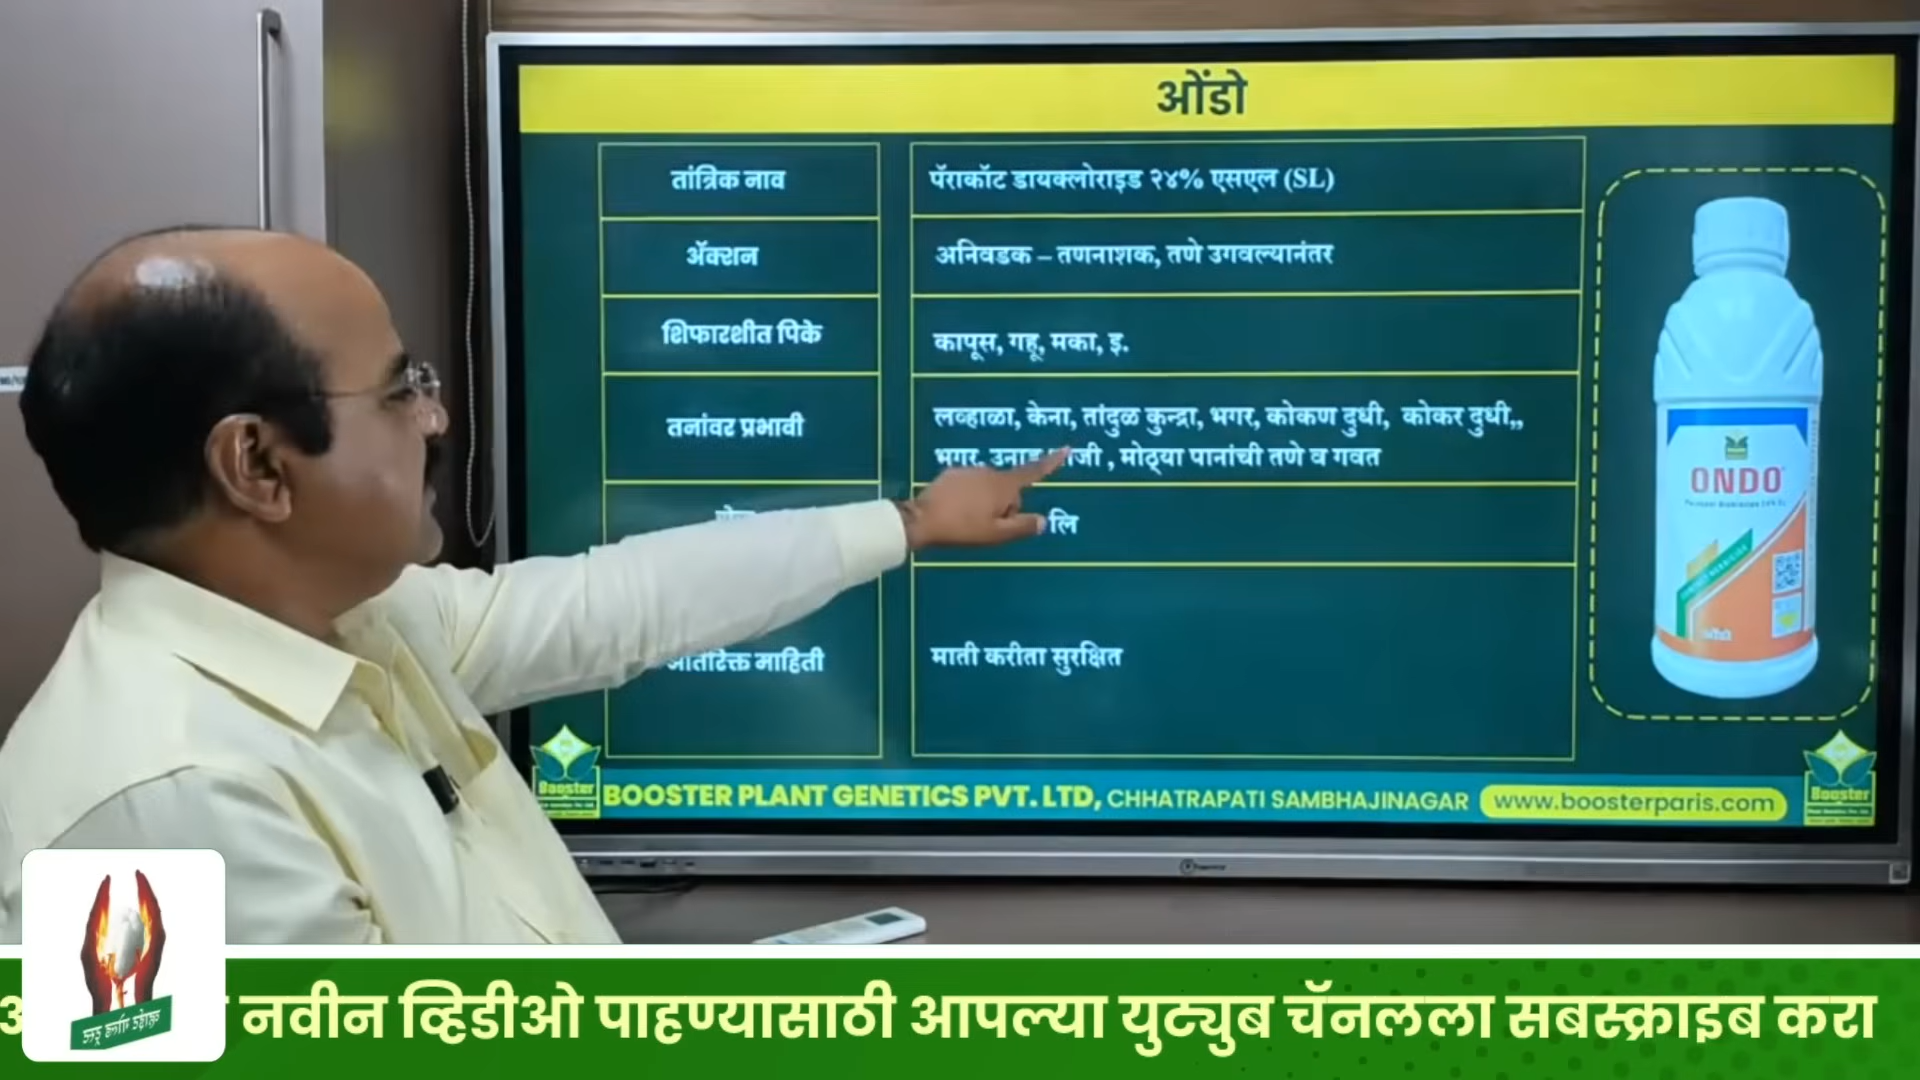 ओंडो
तांत्रिक नाव
पॅराकॉट डायक्लोराइड २४% एसएल (SL)
ॲक्शन
अनिवडक – तणनाशक, तणे उगवल्यानंतर
शिफारशीत पिके
कापूस, गहू, मका, इ.
तनांवर प्रभावी
लव्हाळा, केना, तांदुळ कुन्द्रा, भगर, कोकण दुधी, कोकर दुधी,,
भगर, , मोठ्या पानांची तणे व गवत
लि
माहिती
माती करीता सुरक्षित
ONDO
Booster
BOOSTER PLANT GENETICS PVT. LTD, CHHATRAPATI SAMBHAJINAGAR
www.boosterparis.com
Booster
नवीन व्हिडीओ पाहण्यासाठी आपल्या युट्युब चॅनलला सबस्क्राइब करा